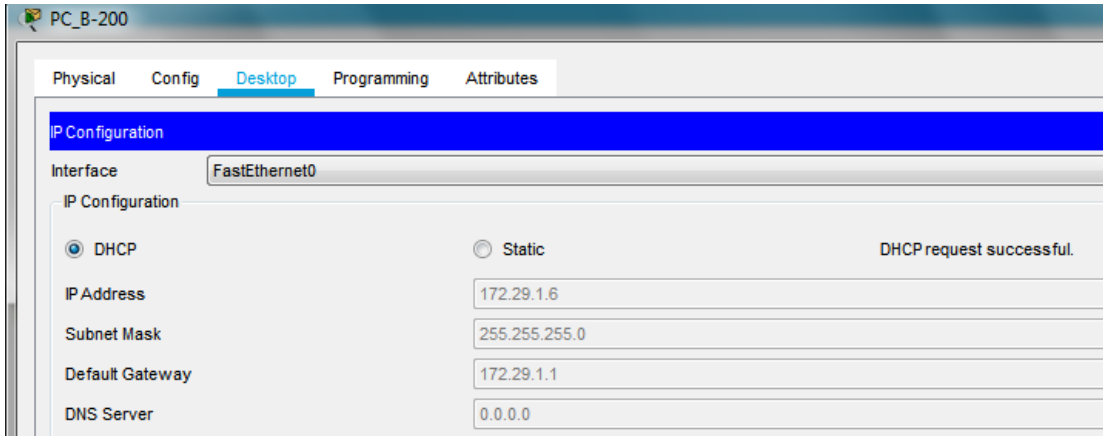 PC_B-200
Physical Config Desktop Programming Attributes
IP Configuration
Interface FastEthernet0
IP Configuration
DHCP Static DHCP request successful.
IP Address 172.29.1.6
Subnet Mask 255.255.255.0
Default Gateway 172.29.1.1
DNS Server 0.0.0.0